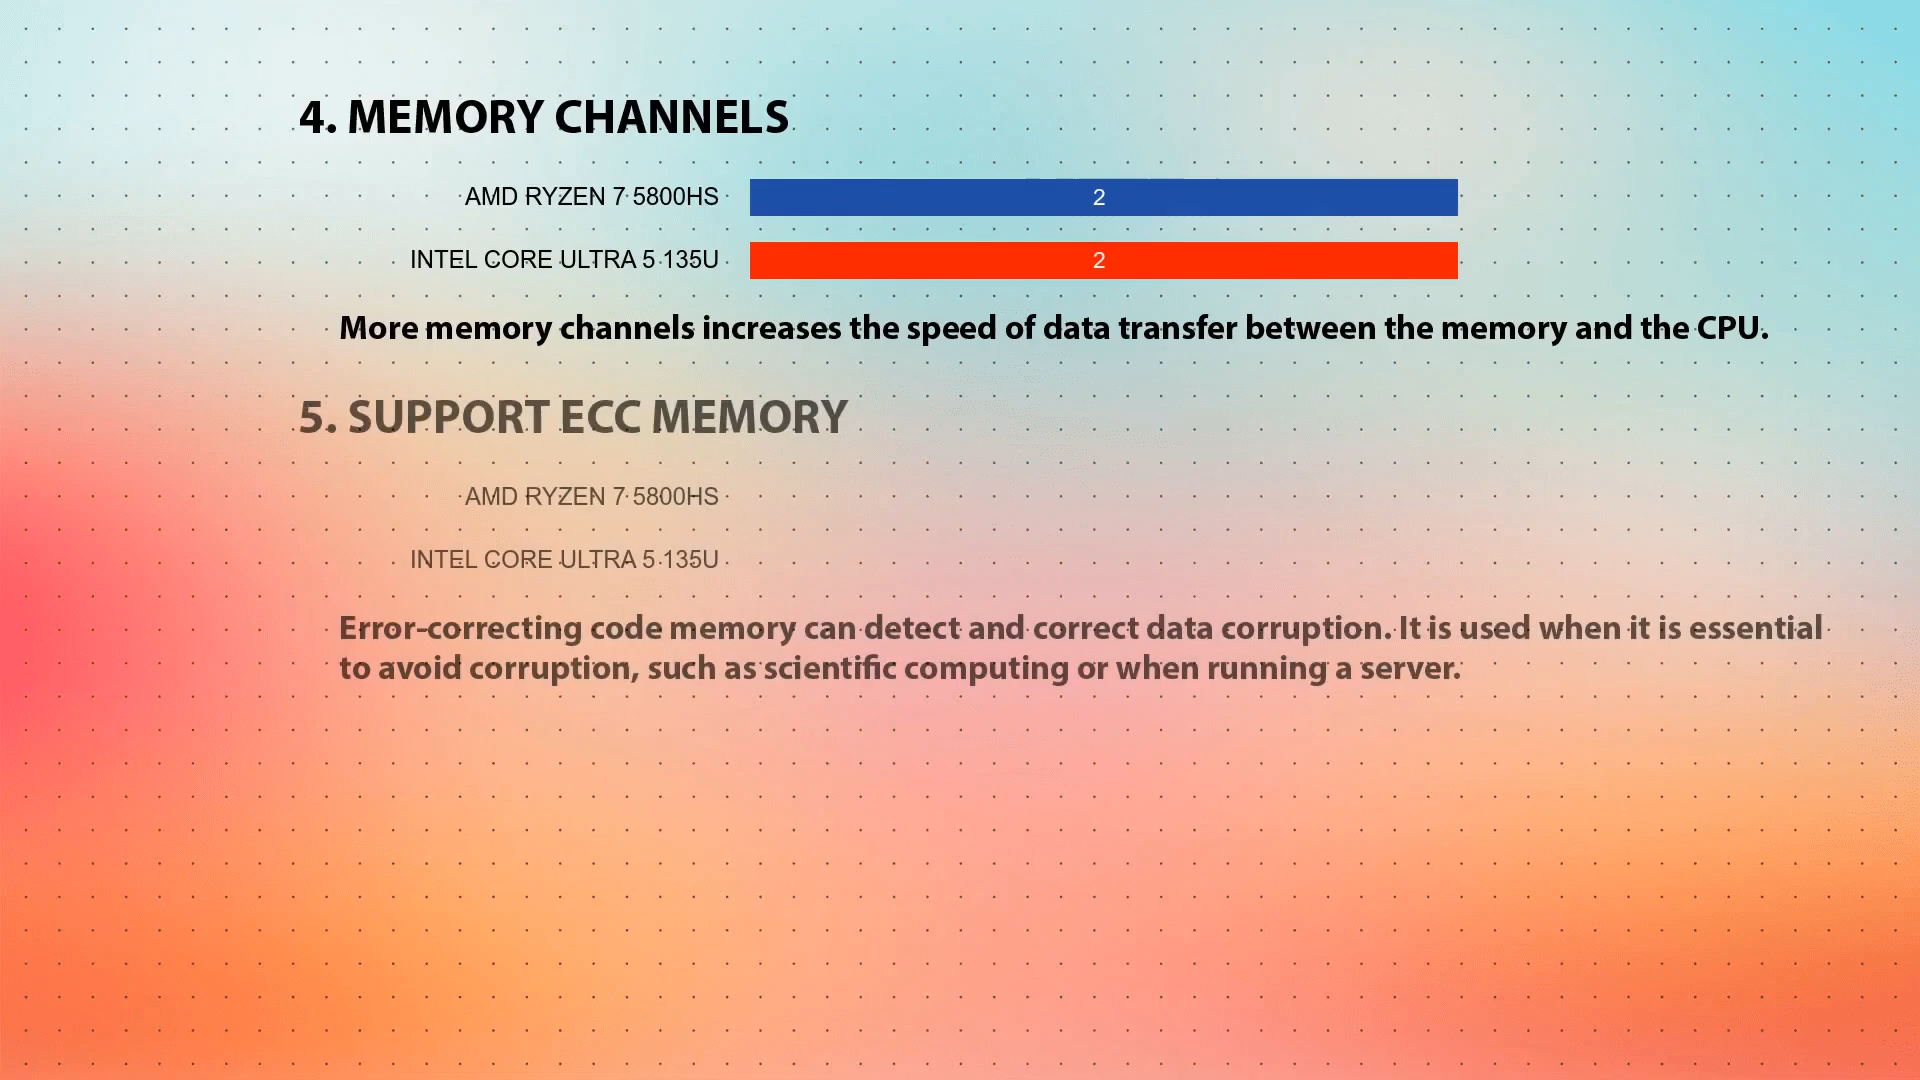 4. MEMORY CHANNELS
AMD RYZEN 7 5800HS 2
INTEL CORE ULTRA 5 135U 2
More memory channels increases the speed of data transfer between the memory and the CPU.
5. SUPPORT ECC MEMORY
AMD RYZEN 7 5800HS
INTEL CORE ULTRA 5 135U
Error-correcting code memory can detect and correct data corruption. It is used when it is essential
to avoid corruption, such as scientific computing or when running a server.